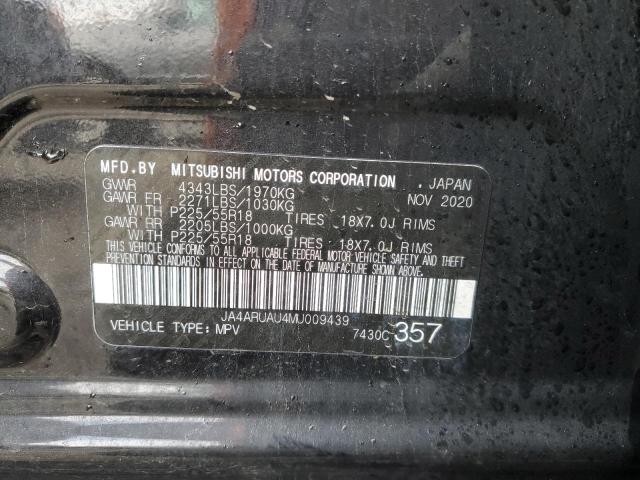 MFD.BY MITSUBISHI MOTORS CORPORATION , JAPAN
GVWR 4343LBS/1970KG NOV 2020
GAWR FR 2271LBS/1030KG
WITH P225/55R18 TIRES 18X7.0J RIMS
GAWR RR 2205LBS/1000KG
WITH P225/55R18 TIRES 18X7.0J RIMS
THIS VEHICLE CONFORMS TO ALL APPLICABLE FEDERAL MOTOR VEHICLE SAFETY AND THEFT
PREVENTION STANDARDS IN EFFECT ON THE DATE OF MANUFACTURE SHOWN ABOVE.
JA4ARUAU4MU009439
VEHICLE TYPE: MPV 7430C 357